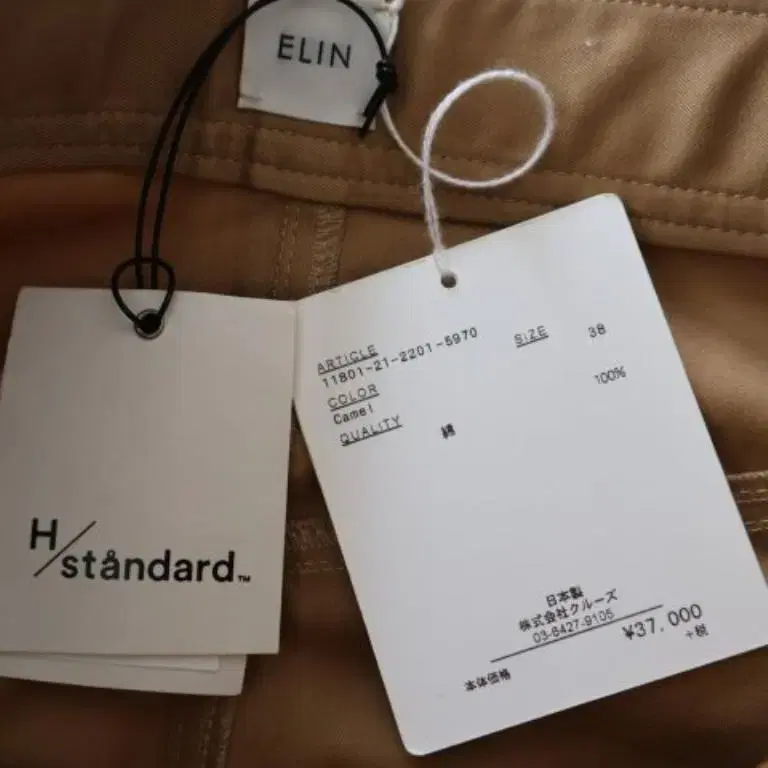 ELIN
H/ståndard™
ARTICLE
11801-21-2201-5970
SIZE 38
COLOR
Camel
100%
QUALITY 綿
日本製
株式会社クルーズ
03-6427-9105
¥37,000
+税
本体価格